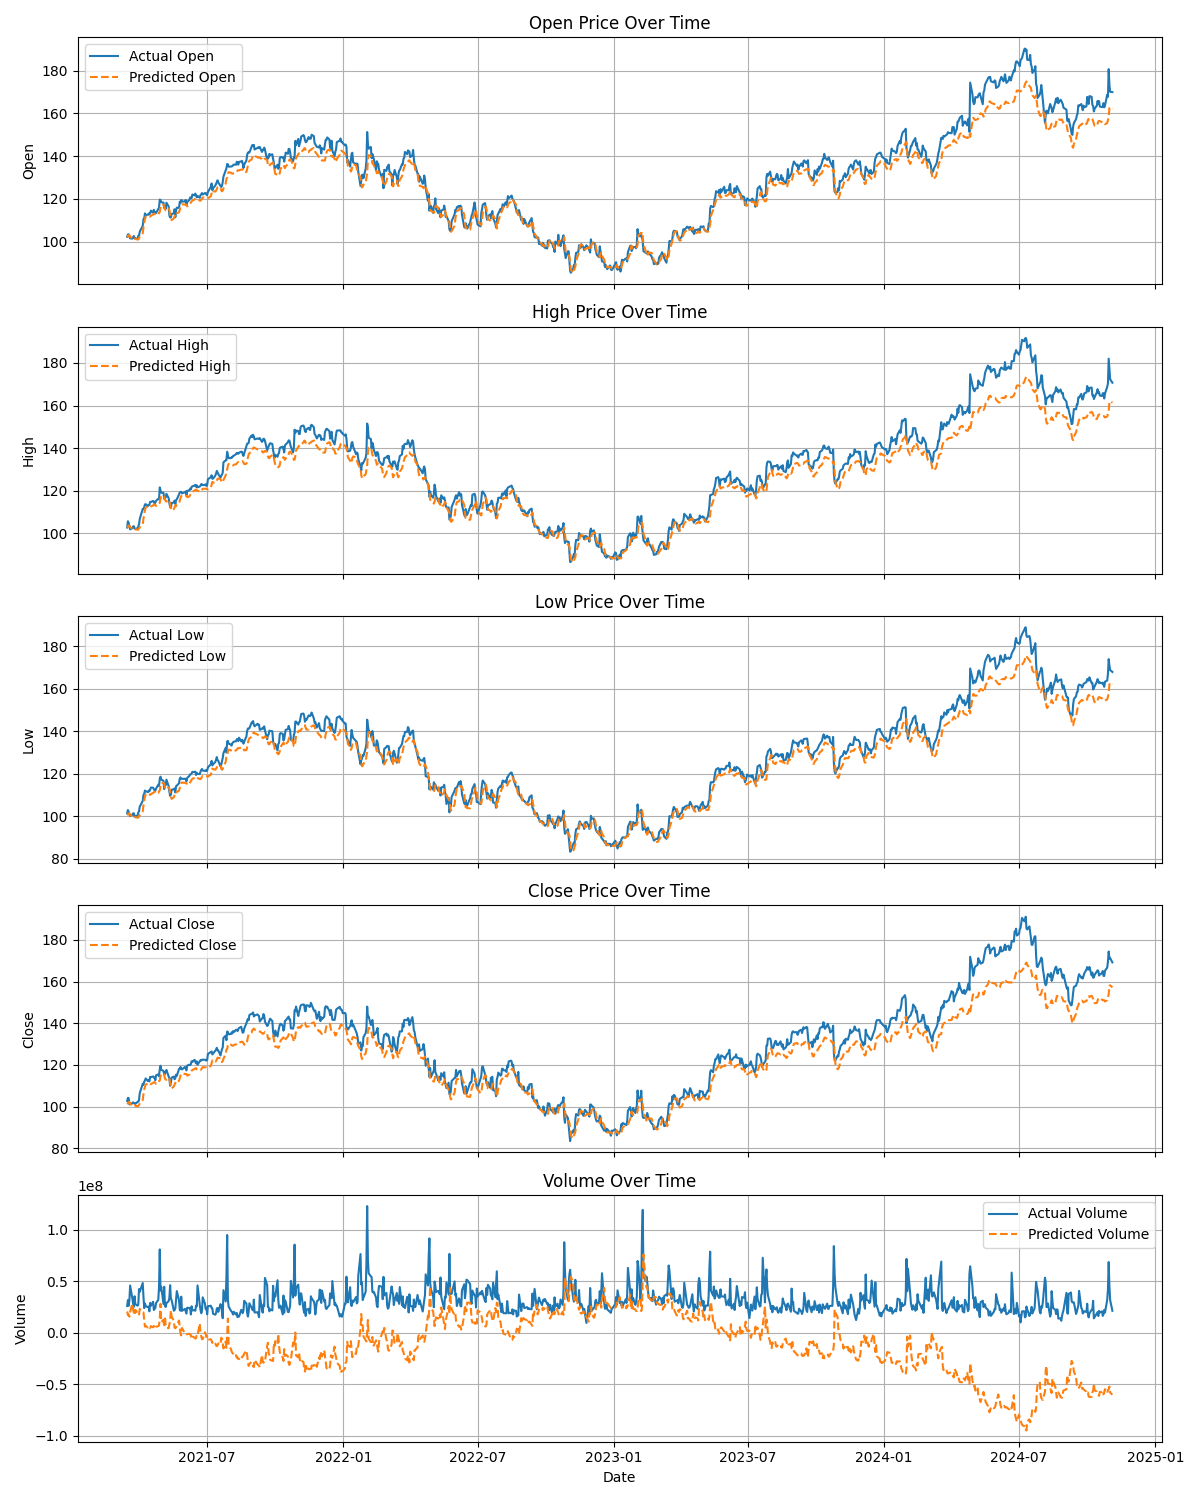 Open Price Over Time
Actual Open
Predicted Open
180
160
140
120
100
Open
High Price Over Time
Actual High
Predicted High
180
160
140
120
100
High
Low Price Over Time
Actual Low
Predicted Low
180
160
140
120
100
80
Low
Close Price Over Time
Actual Close
Predicted Close
180
160
140
120
100
80
Close
Volume Over Time
1e8
Actual Volume
Predicted Volume
1.0
0.5
0.0
−0.5
−1.0
Volume
2021-07 2022-01 2022-07 2023-01 2023-07 2024-01 2024-07 2025-01
Date